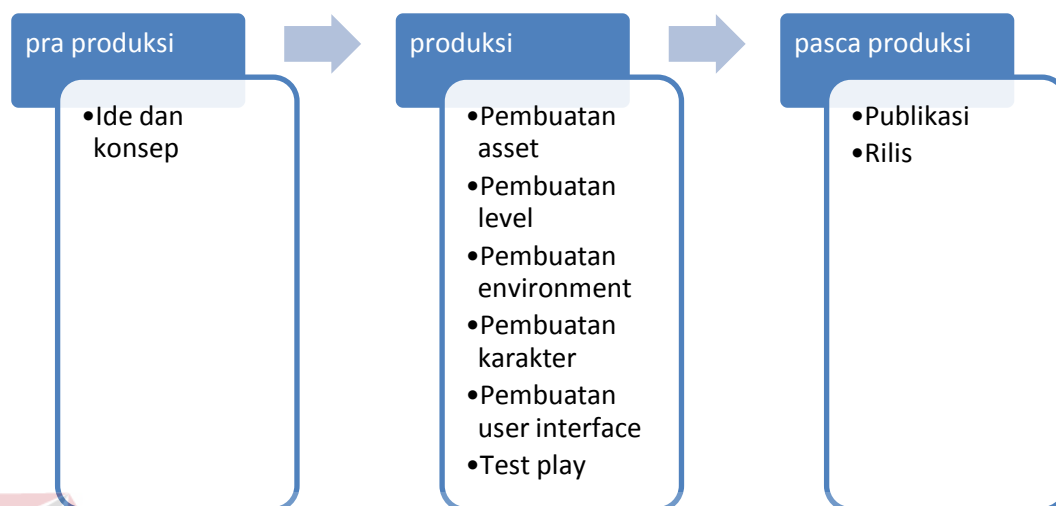 pra produksi
•Ide dan
konsep
produksi
•Pembuatan
asset
•Pembuatan
level
•Pembuatan
environment
•Pembuatan
karakter
•Pembuatan
user interface
•Test play
pasca produksi
•Publikasi
•Rilis